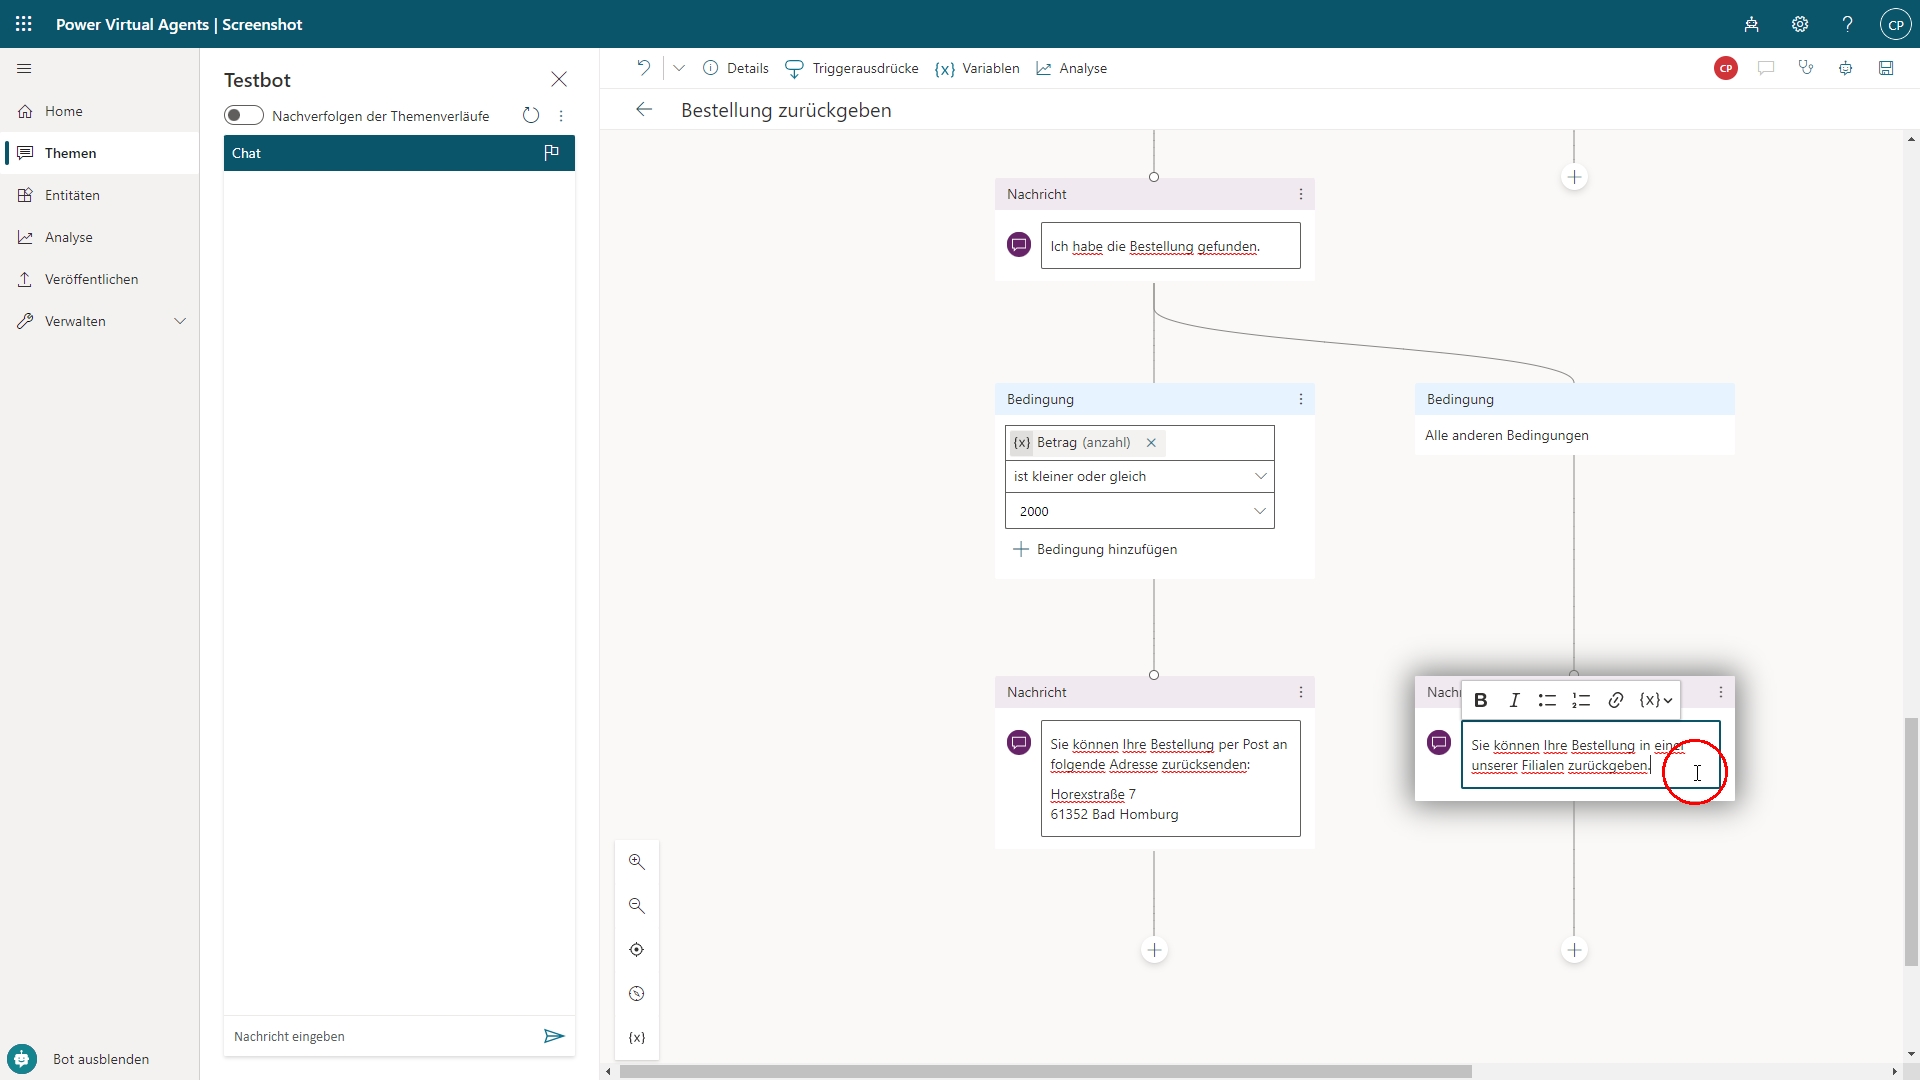 Power Virtual Agents | Screenshot
CP
Home
Themen
Entitäten
Analyse
Veröffentlichen
Verwalten
Bot ausblenden
Testbot
Nachverfolgen der Themenverläufe
Chat
Nachricht eingeben
Details
Triggerausdrücke
{x} Variablen
Analyse
CP
Bestellung zurückgeben
Nachricht
Ich habe die Bestellung gefunden.
Bedingung
{x} Betrag (anzahl)
ist kleiner oder gleich
2000
Bedingung hinzufügen
Bedingung
Alle anderen Bedingungen
Nachricht
Sie können Ihre Bestellung per Post an
folgende Adresse zurücksenden:
Horexstraße 7
61352 Bad Homburg
Nachr
B I {x}
Sie können Ihre Bestellung in einer
unserer Filialen zurückgeben.
{x}